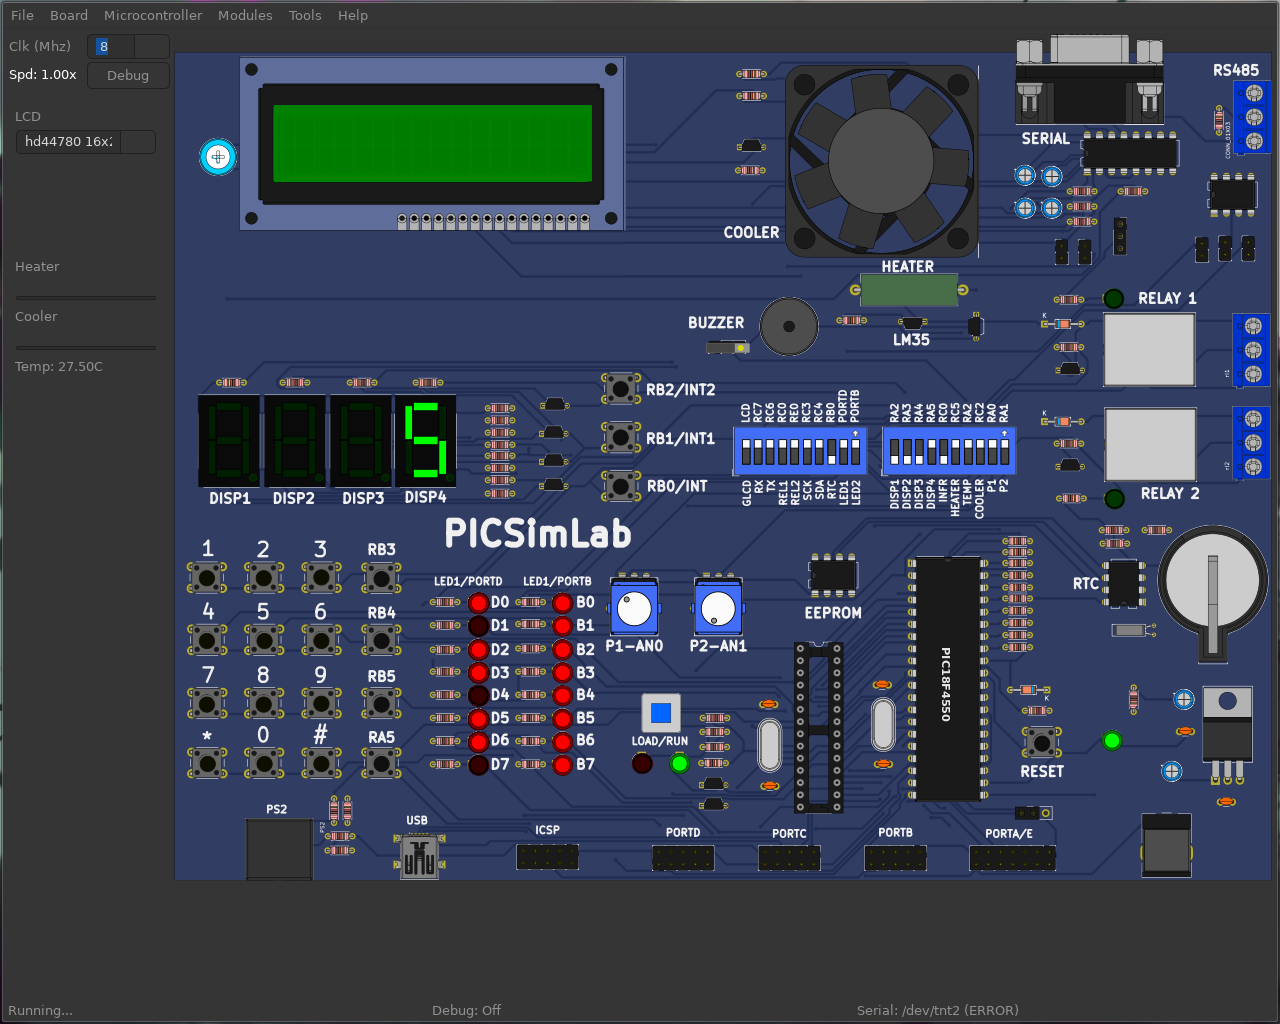 File Board Microcontroller Modules Tools Help
Clk (Mhz) 8
Spd: 1.00x Debug
LCD
hd44780 16x2
Heater
Cooler
Temp: 27.50C
RS485
SERIAL
CONN_01X03
COOLER
HEATER
RELAY 1
BUZZER
LM35
K
rl1
RB2/INT2
RB1/INT1
RB0/INT
LCD RC7 RC6 RC0 RE0 RC3 RC4 RB0 PORTD PORTB
GLCD RX TX REL1 REL2 SCK SDA RTC LED1 LED2
RA2 RA3 RA4 RA5 RC0 RC5 RA2 RC2 RA0 RA1
DISP1 DISP2 DISP3 DISP4 INFR HEATER TEMP COOLER P1 P2
K
rl2
RELAY 2
5
DISP1 DISP2 DISP3 DISP4
PICSimLab
1 2 3 RB3
4 5 6 RB4
7 8 9 RB5
* 0 # RA5
LED1/PORTD LED1/PORTB
D0 B0
D1 B1
D2 B2
D3 B3
D4 B4
D5 B5
D6 B6
D7 B7
P1-AN0 P2-AN1
EEPROM
RTC
PIC18F4550
K
LOAD/RUN
RESET
PS2
PS2
USB
ICSP
PORTD
PORTC
PORTB
PORTA/E
Running... Debug: Off Serial: /dev/tnt2 (ERROR)